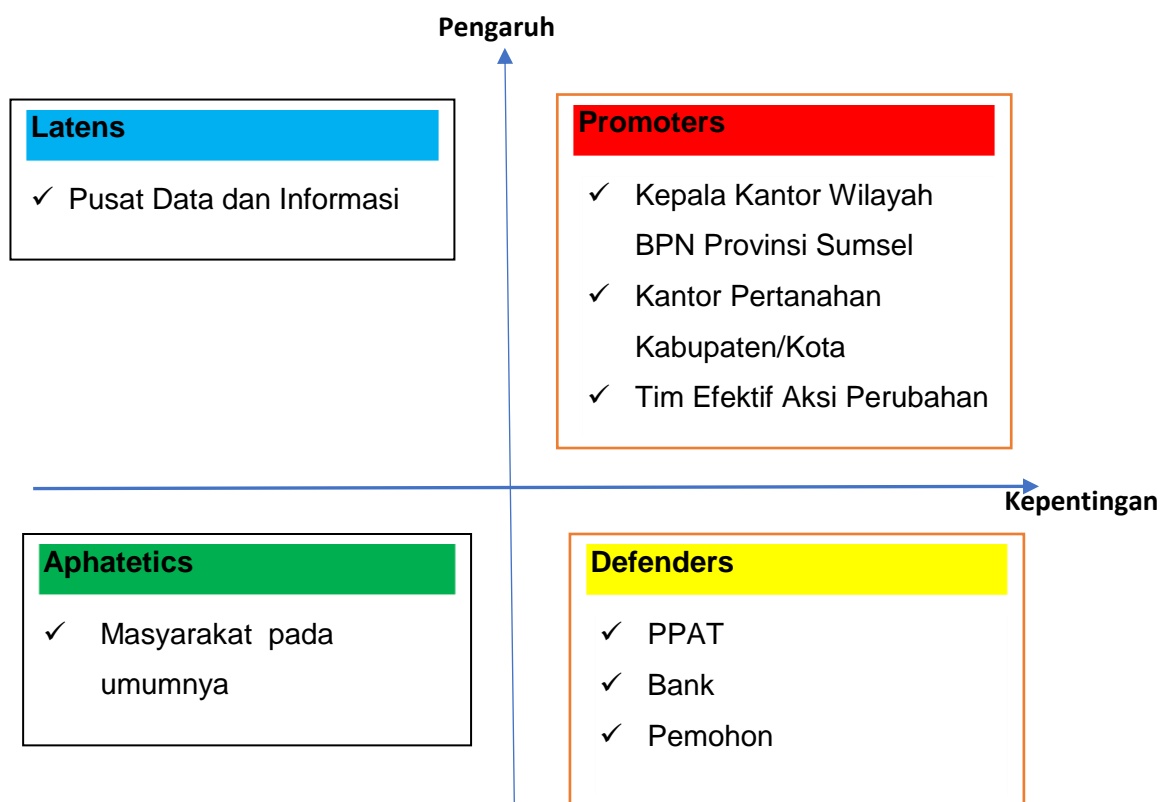 Pengaruh
Latens
✓ Pusat Data dan Informasi
Promoters
✓ Kepala Kantor Wilayah
BPN Provinsi Sumsel
✓ Kantor Pertanahan
Kabupaten/Kota
✓ Tim Efektif Aksi Perubahan
Kepentingan
Aphatetics
✓ Masyarakat pada
umumnya
Defenders
✓ PPAT
✓ Bank
✓ Pemohon